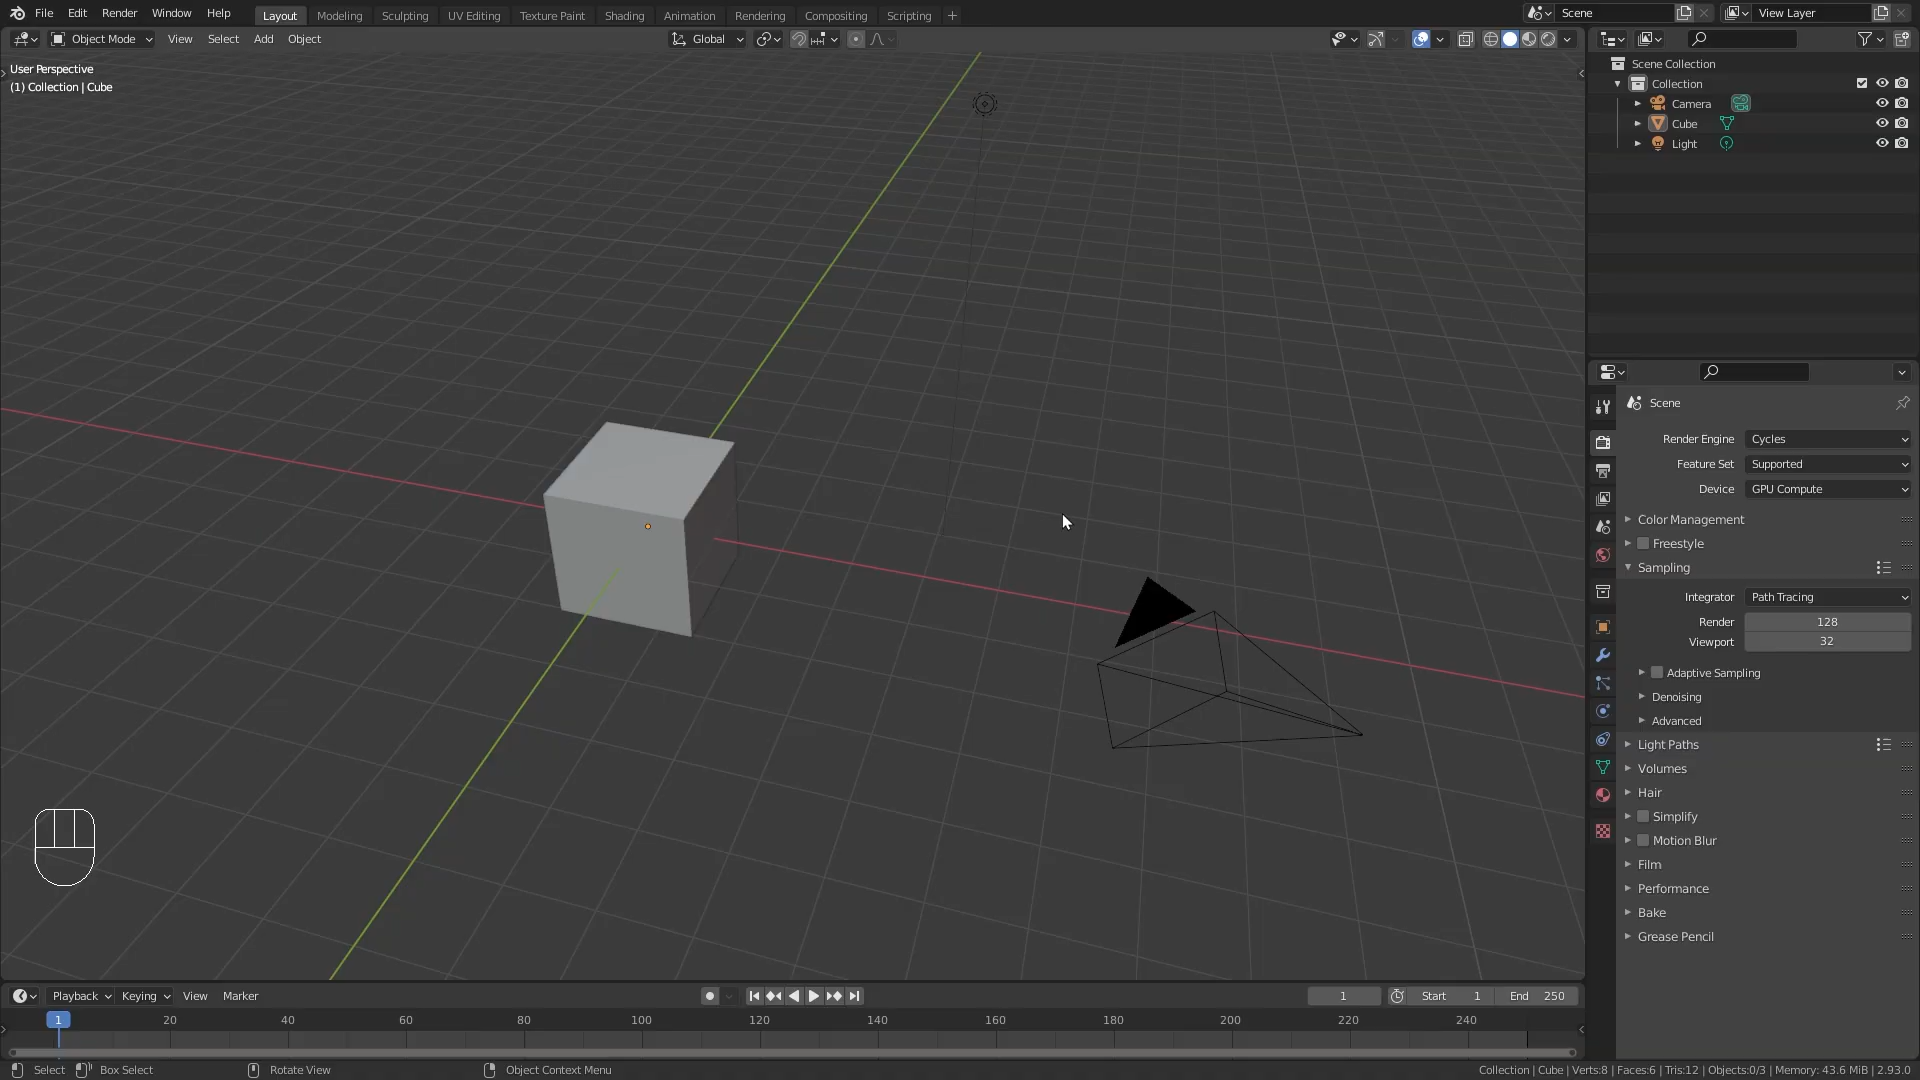 File Edit Render Window Help Layout Modeling Sculpting UV Editing Texture Paint Shading Animation Rendering Compositing Scripting + Scene View Layer
Object Mode View Select Add Object Global
User Perspective
(1) Collection | Cube
Scene Collection
Collection
Camera
Cube
Light
Scene
Render Engine Cycles
Feature Set Supported
Device GPU Compute
Color Management
Freestyle
Sampling
Integrator Path Tracing
Render 128
Viewport 32
Adaptive Sampling
Denoising
Advanced
Light Paths
Volumes
Hair
Simplify
Motion Blur
Film
Performance
Bake
Grease Pencil
Playback Keying View Marker 1 Start 1 End 250
1 20 40 60 80 100 120 140 160 180 200 220 240
Select Box Select Rotate View Object Context Menu Collection | Cube | Verts:8 | Faces:6 | Tris:12 | Objects:0/3 | Memory: 43.6 MiB | 2.93.0